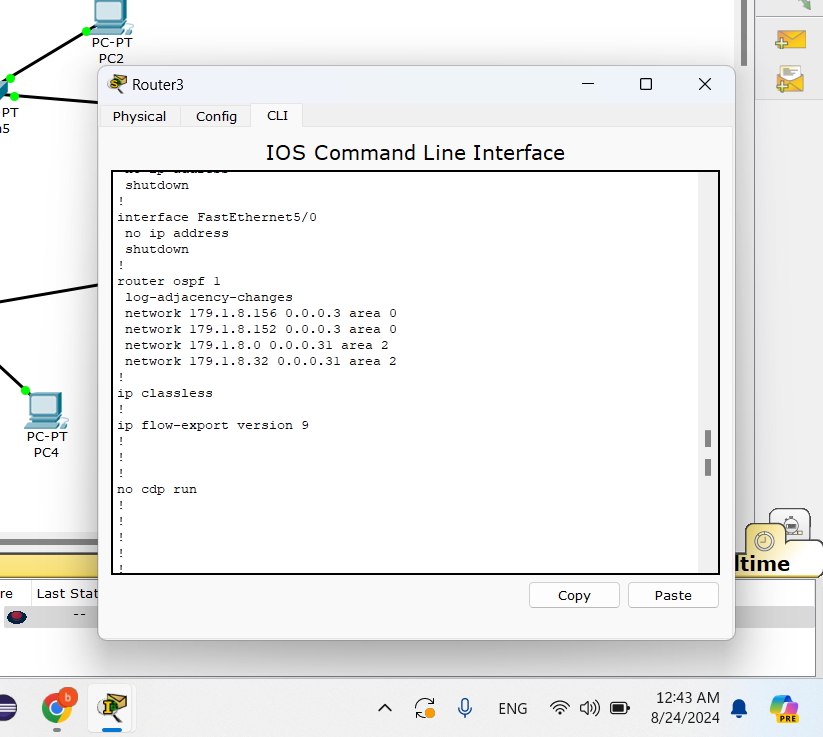 PC-PT
PC2
PT
5
Router3
Physical
Config
CLI
IOS Command Line Interface
no ip address
shutdown
!
interface FastEthernet5/0
no ip address
shutdown
!
router ospf 1
log-adjacency-changes
network 179.1.8.156 0.0.0.3 area 0
network 179.1.8.152 0.0.0.3 area 0
network 179.1.8.0 0.0.0.31 area 2
network 179.1.8.32 0.0.0.31 area 2
!
ip classless
!
ip flow-export version 9
!
!
!
no cdp run
!
!
!
!
!
Copy
Paste
PC-PT
PC4
ltime
re
Last Stat
--
b
ENG
12:43 AM
8/24/2024
PRE